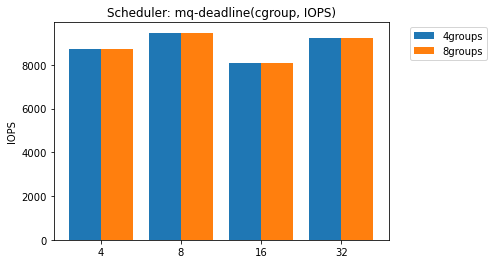 Scheduler: mq-deadline(cgroup, IOPS)
4groups
8groups
IOPS
8000
6000
4000
2000
0
4 8 16 32